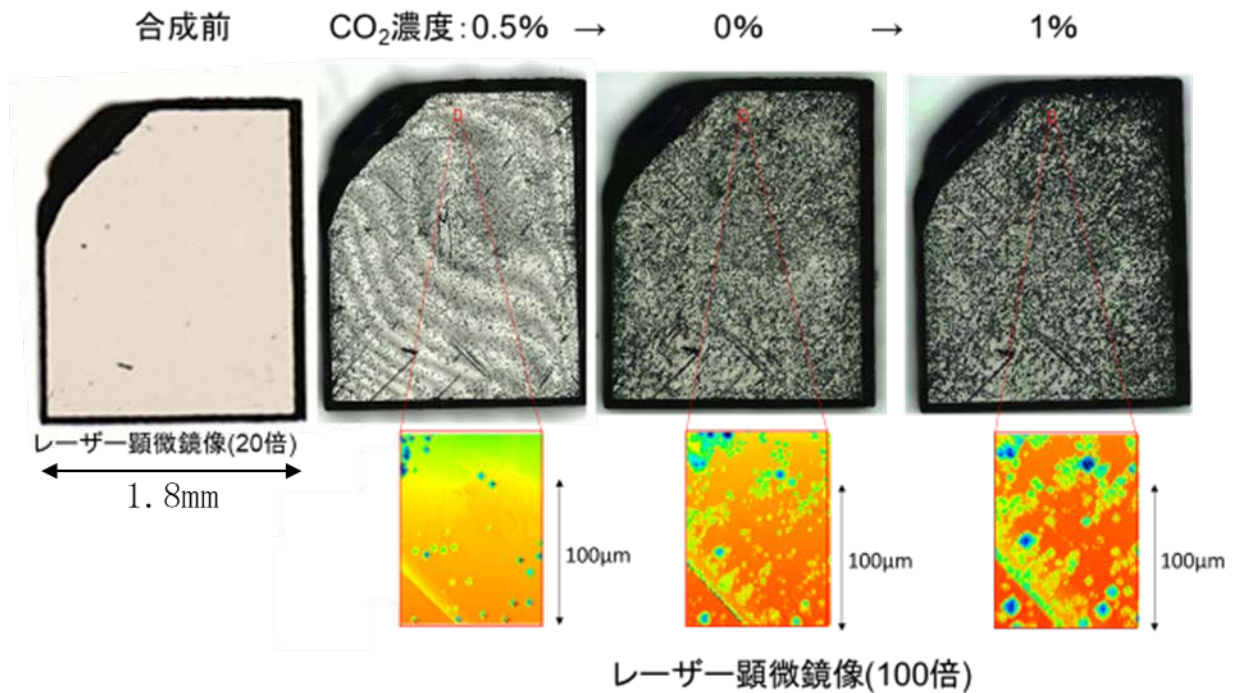 合成前 CO₂濃度:0.5% → 0% → 1%
レーザー顕微鏡像(20倍)
1.8mm
100μm 100μm 100μm
レーザー顕微鏡像(100倍)